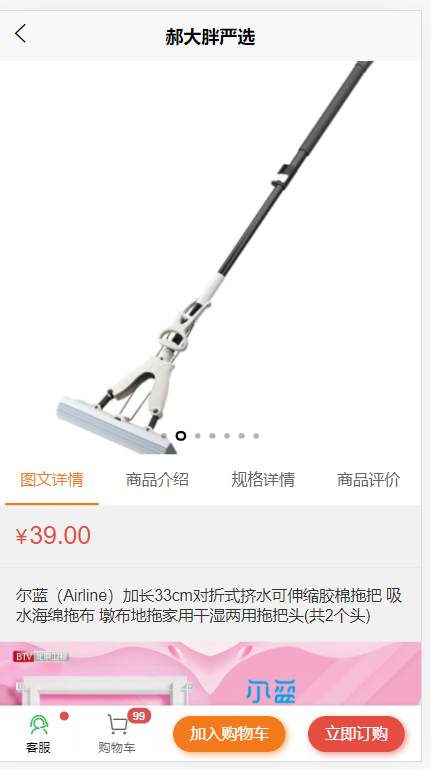 郝大胖严选
图文详情 商品介绍 规格详情 商品评价
¥39.00
尔蓝（Airline）加长33cm对折式挤水可伸缩胶棉拖把 吸
水海绵拖布 墩布地拖家用干湿两用拖把头(共2个头)
BTV
尔蓝
99
客服 购物车 加入购物车 立即订购